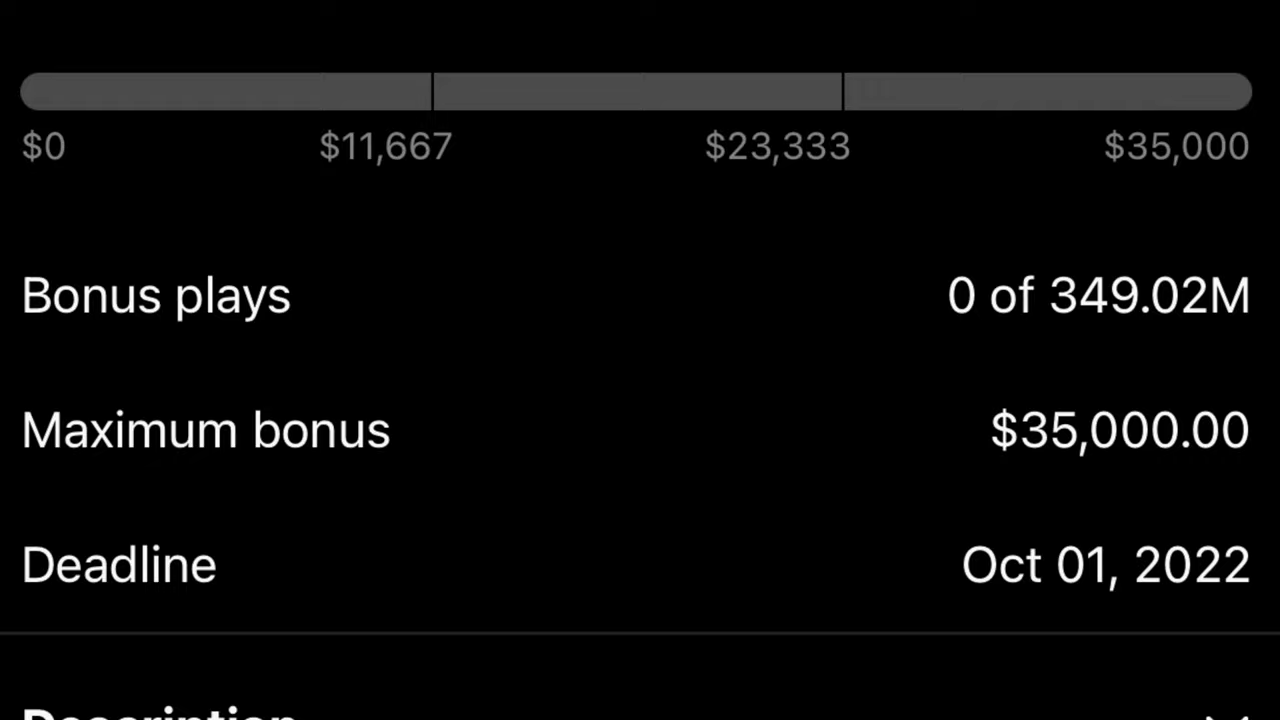 $0 $11,667 $23,333 $35,000
Bonus plays 0 of 349.02M
Maximum bonus $35,000.00
Deadline Oct 01, 2022
Description